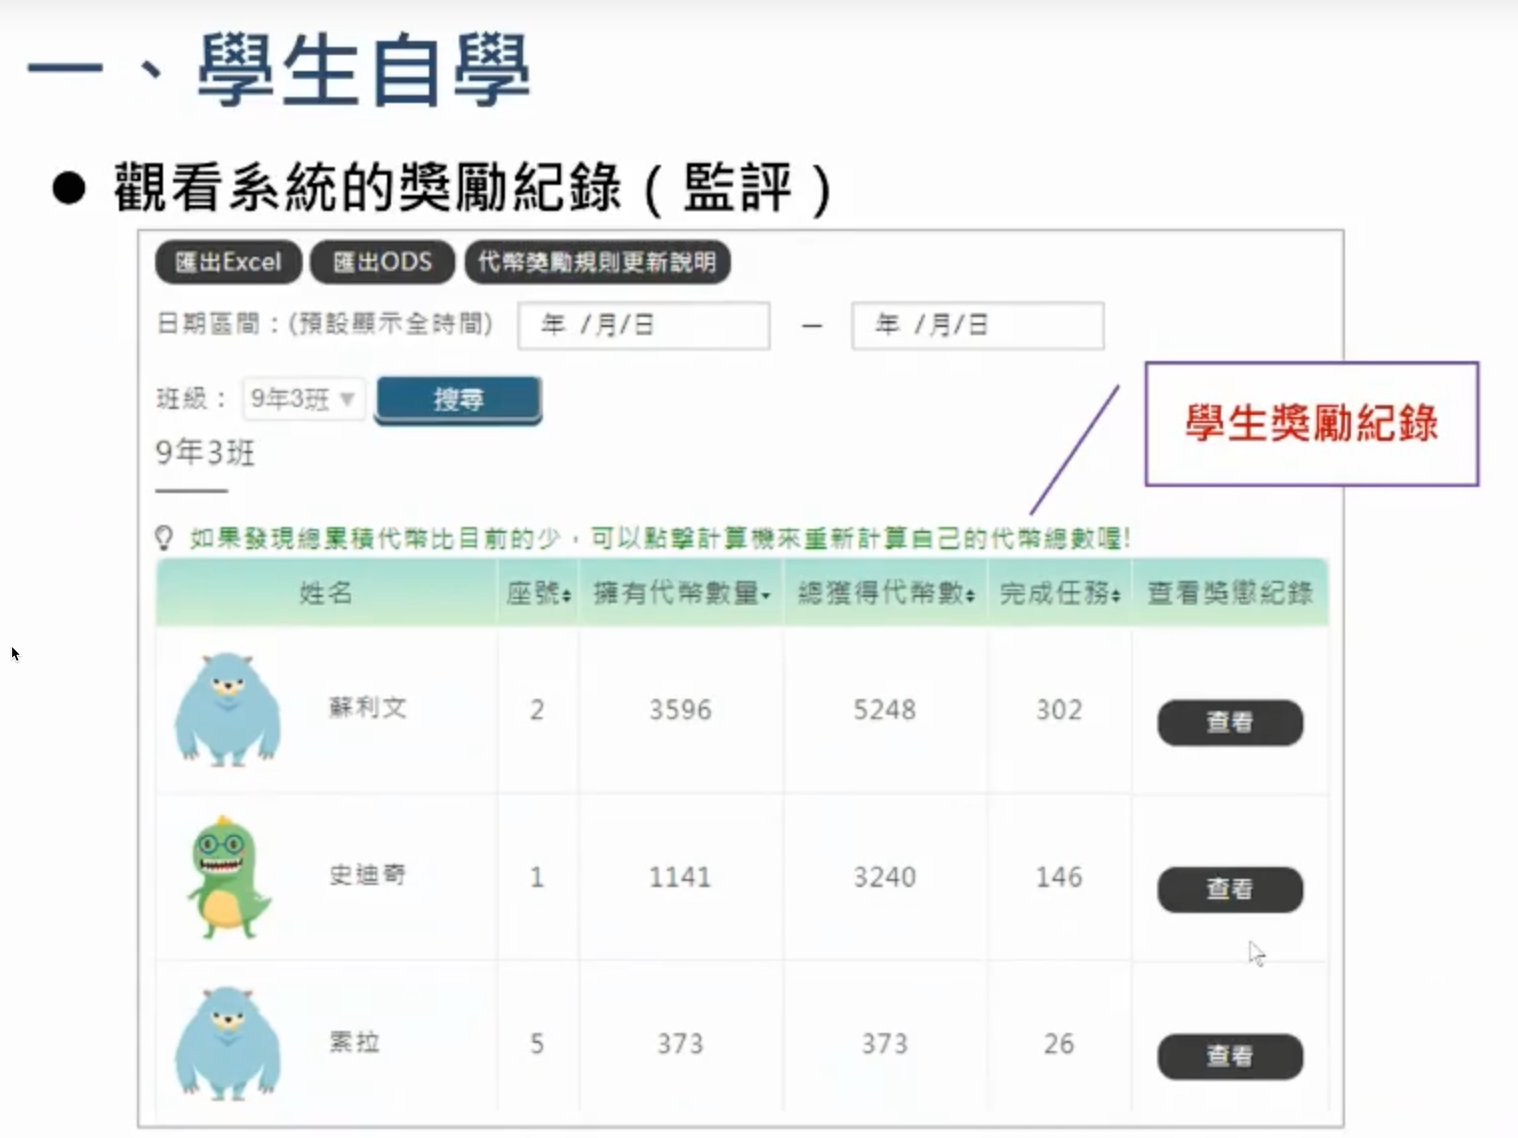 一、學生自學
● 觀看系統的獎勵紀錄（監評）
匯出Excel 匯出ODS 代幣獎勵規則更新說明
日期區間：(預設顯示全時間) 年 /月/日 — 年 /月/日
班級： 9年3班 搜尋
學生獎勵紀錄
9年3班
如果發現總累積代幣比目前的少，可以點擊計算機來重新計算自己的代幣總數喔!
姓名 座號 擁有代幣數量 總獲得代幣數 完成任務 查看獎懲紀錄
蘇利文 2 3596 5248 302 查看
史迪奇 1 1141 3240 146 查看
索拉 5 373 373 26 查看